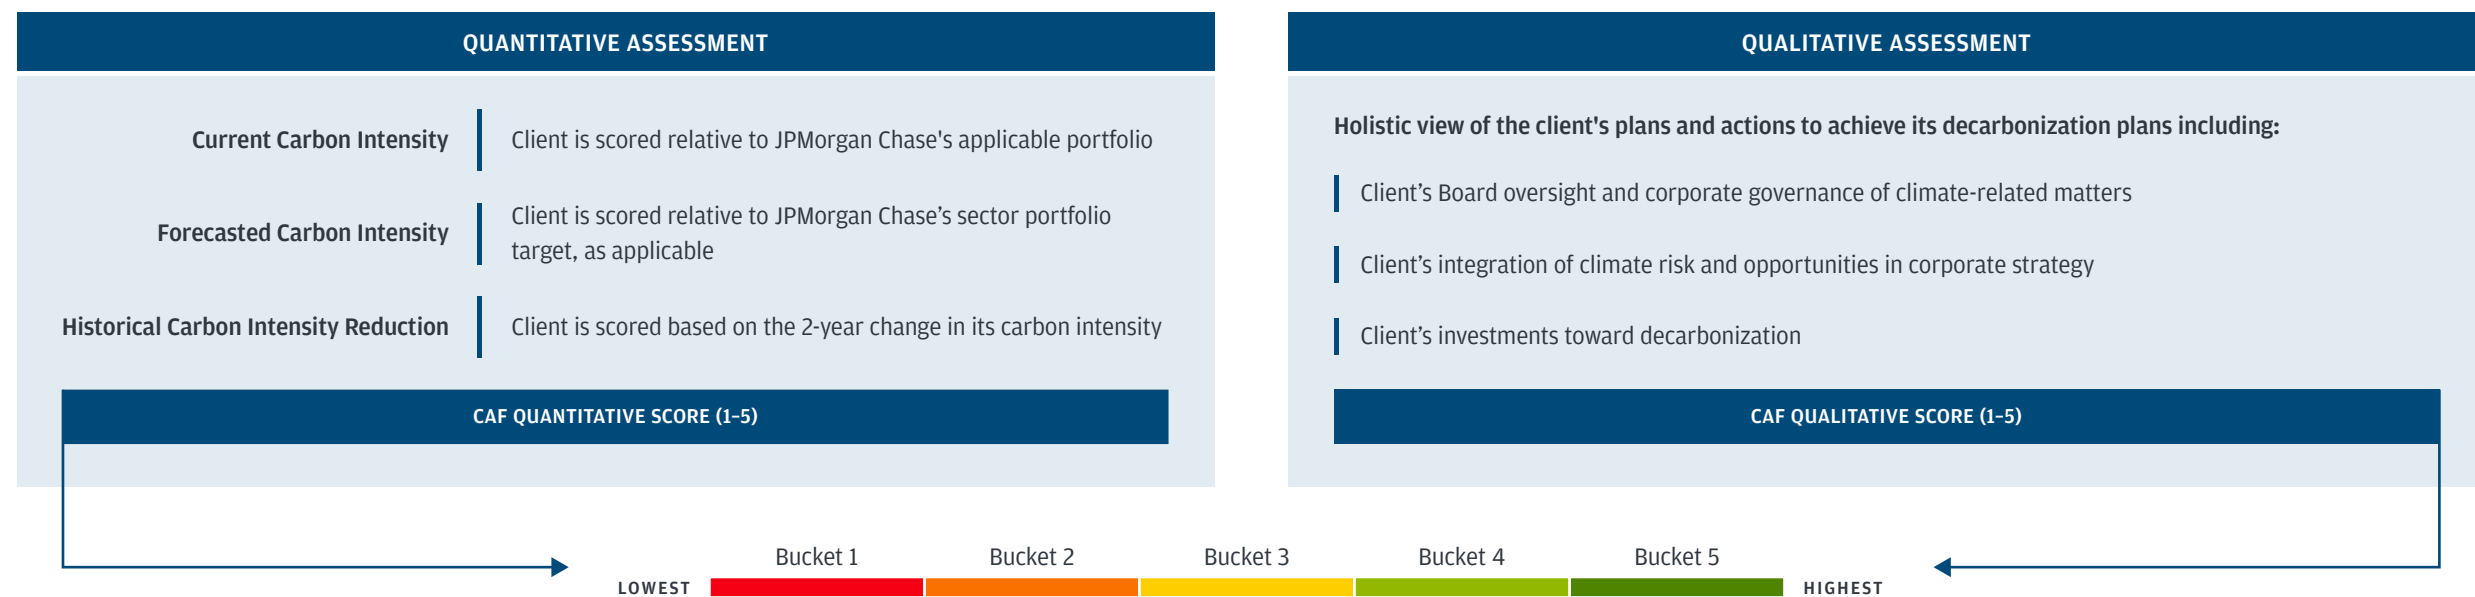 QUANTITATIVE ASSESSMENT
Current Carbon Intensity
Client is scored relative to JPMorgan Chase's applicable portfolio
Forecasted Carbon Intensity
Client is scored relative to JPMorgan Chase’s sector portfolio
target, as applicable
Historical Carbon Intensity Reduction
Client is scored based on the 2-year change in its carbon intensity
CAF QUANTITATIVE SCORE (1–5)
QUALITATIVE ASSESSMENT
Holistic view of the client's plans and actions to achieve its decarbonization plans including:
Client’s Board oversight and corporate governance of climate-related matters
Client’s integration of climate risk and opportunities in corporate strategy
Client’s investments toward decarbonization
CAF QUALITATIVE SCORE (1–5)
LOWEST
Bucket 1
Bucket 2
Bucket 3
Bucket 4
Bucket 5
HIGHEST